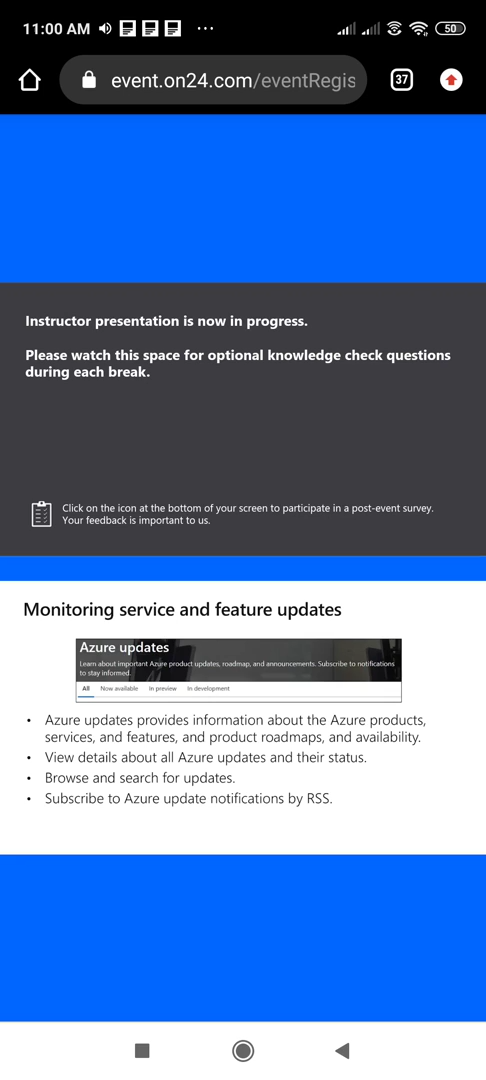 11:00 AM
50
event.on24.com/eventRegis
37
Instructor presentation is now in progress.
Please watch this space for optional knowledge check questions
during each break.
Click on the icon at the bottom of your screen to participate in a post-event survey.
Your feedback is important to us.
Monitoring service and feature updates
Azure updates
Learn about important Azure product updates, roadmap, and announcements. Subscribe to notifications
to stay informed.
All Now available In preview In development
• Azure updates provides information about the Azure products,
services, and features, and product roadmaps, and availability.
• View details about all Azure updates and their status.
• Browse and search for updates.
• Subscribe to Azure update notifications by RSS.